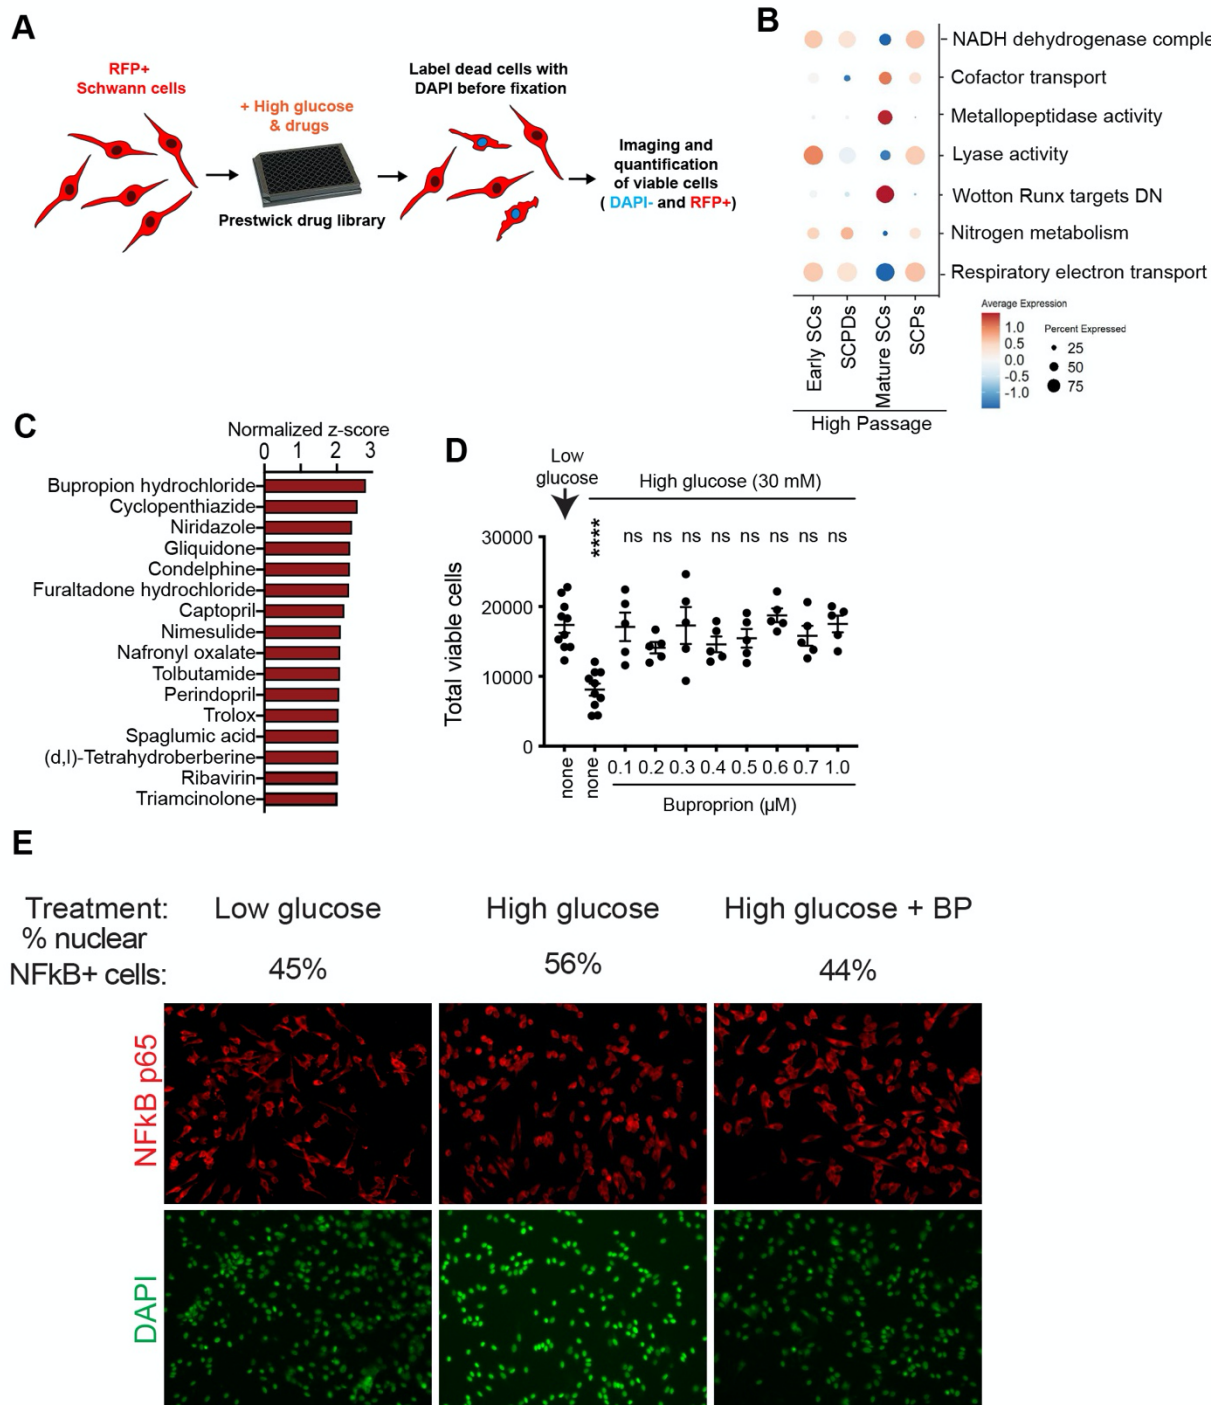 A
RFP+
Schwann cells
+ High glucose
& drugs
Prestwick drug library
Label dead cells with
DAPI before fixation
Imaging and
quantification
of viable cells
( DAPI- and RFP+)
B
NADH dehydrogenase comple
Cofactor transport
Metallopeptidase activity
Lyase activity
Wotton Runx targets DN
Nitrogen metabolism
Respiratory electron transport
Early SCs
SCPDs
Mature SCs
SCPs
High Passage
Average Expression
1.0
0.5
0.0
-0.5
-1.0
Percent Expressed
25
50
75
C
Normalized z-score
0 1 2 3
Bupropion hydrochloride
Cyclopenthiazide
Niridazole
Gliquidone
Condelphine
Furaltadone hydrochloride
Captopril
Nimesulide
Nafronyl oxalate
Tolbutamide
Perindopril
Trolox
Spaglumic acid
(d,l)-Tetrahydroberberine
Ribavirin
Triamcinolone
D
Low
glucose
High glucose (30 mM)
**** ns ns ns ns ns ns ns ns
Total viable cells
30000
20000
10000
0
none none 0.1 0.2 0.3 0.4 0.5 0.6 0.7 1.0
Buproprion (µM)
E
Treatment: Low glucose High glucose High glucose + BP
% nuclear
NFkB+ cells: 45% 56% 44%
NFkB p65
DAPI